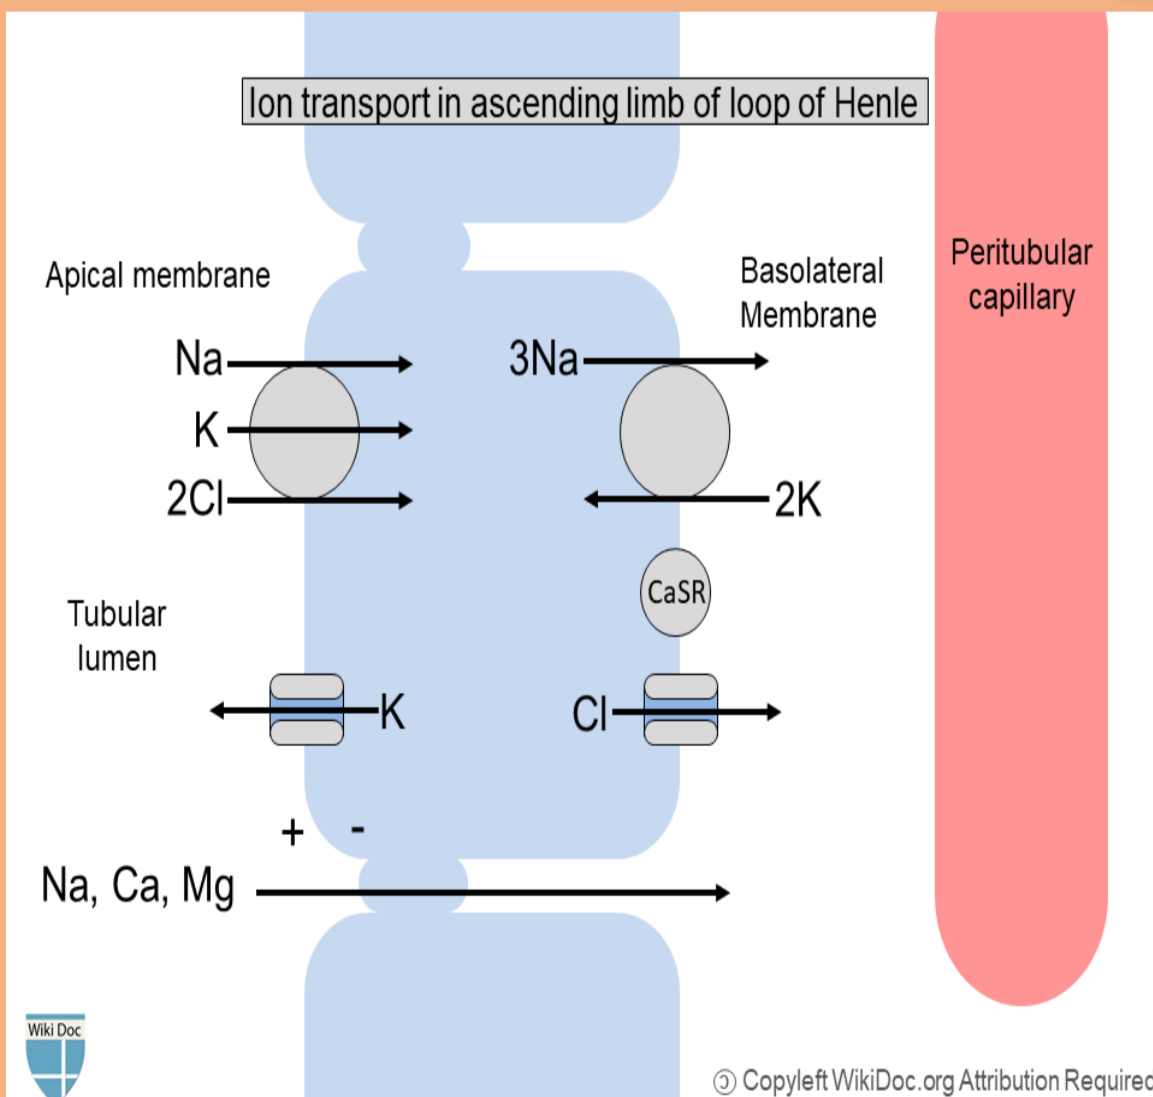 Ion transport in ascending limb of loop of Henle
Apical membrane
Basolateral
Membrane
Peritubular
capillary
Na
K
2Cl
3Na
2K
CaSR
Tubular
lumen
K
Cl
+ -
Na, Ca, Mg
Wiki Doc
🄯 Copyleft WikiDoc.org Attribution Required